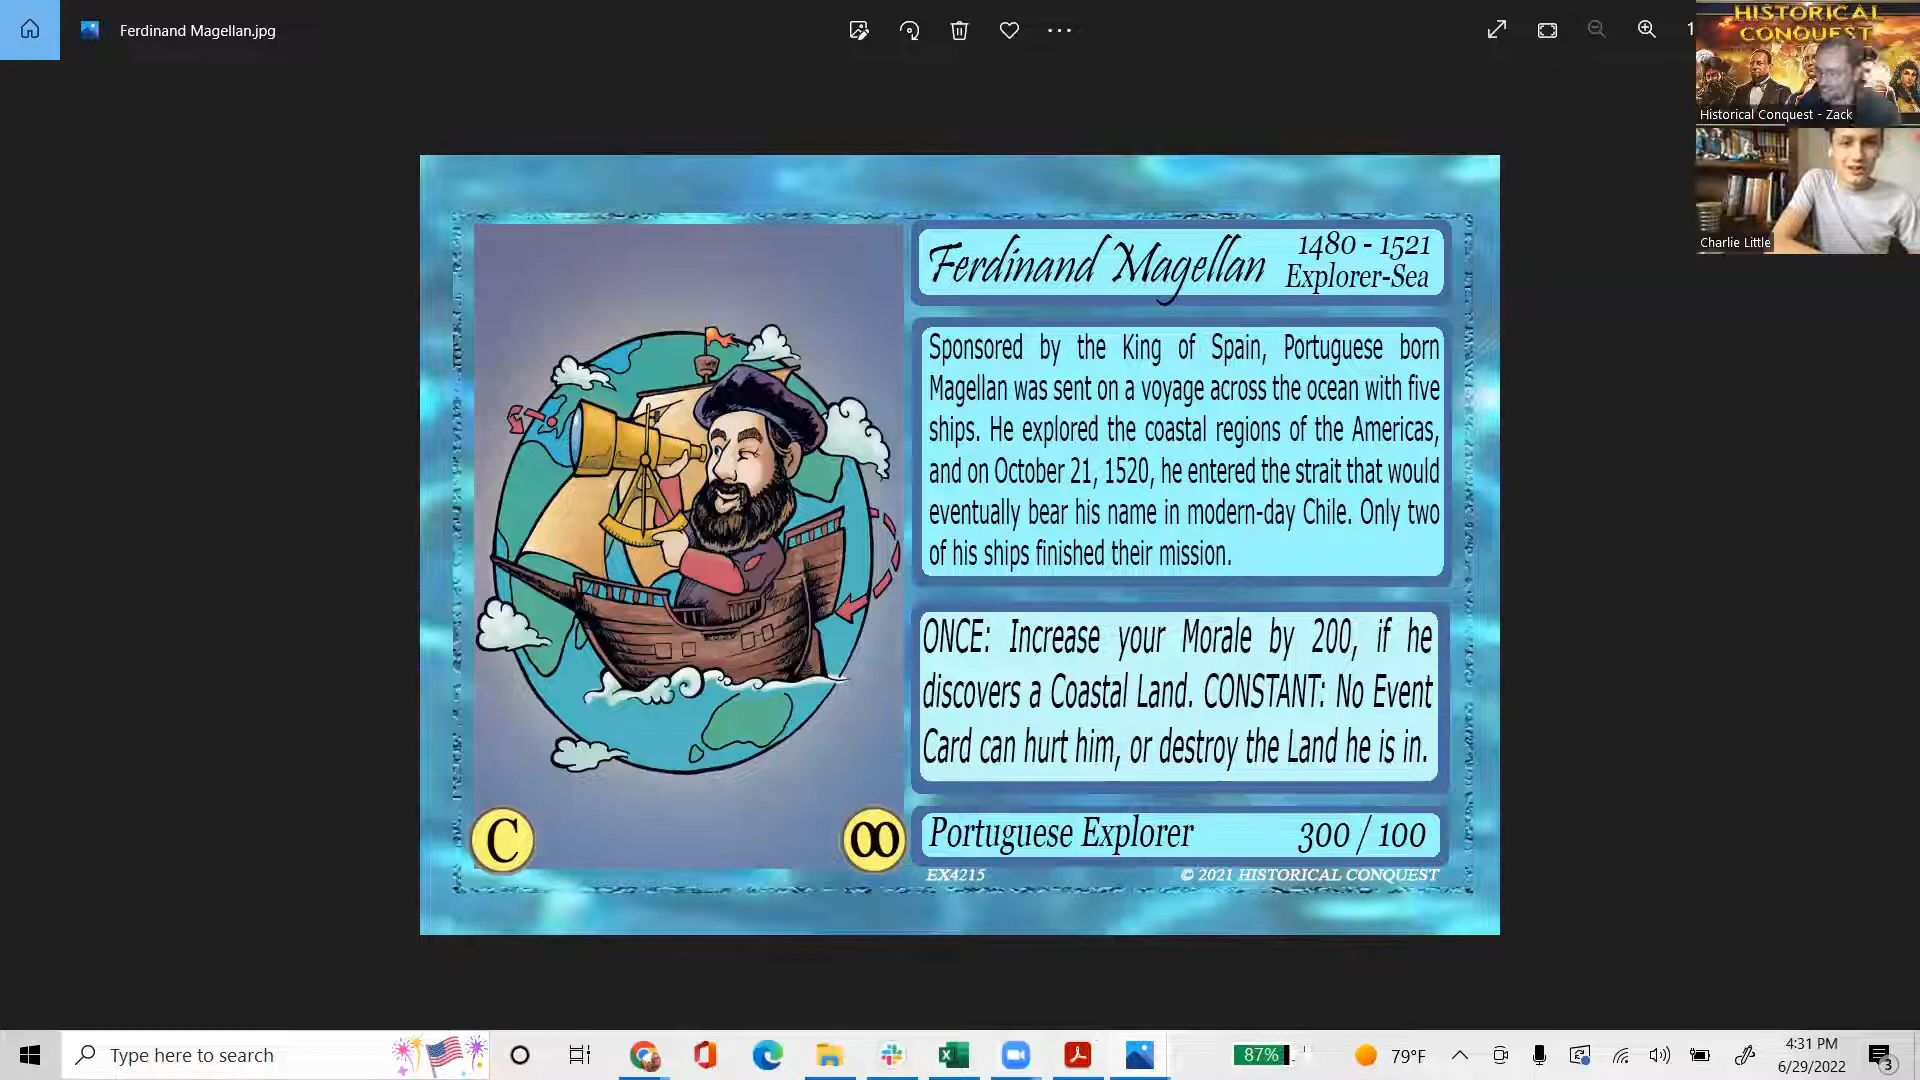 Ferdinand Magellan.jpg
1
HISTORICAL
CONQUEST
Historical Conquest - Zack
Charlie Little
Ferdinand Magellan
1480 - 1521
Explorer-Sea
Sponsored by the King of Spain, Portuguese born
Magellan was sent on a voyage across the ocean with five
ships. He explored the coastal regions of the Americas,
and on October 21, 1520, he entered the strait that would
eventually bear his name in modern-day Chile. Only two
of his ships finished their mission.
ONCE: Increase your Morale by 200, if he
discovers a Coastal Land. CONSTANT: No Event
Card can hurt him, or destroy the Land he is in.
C
00
Portuguese Explorer
300 / 100
EX4215
© 2021 HISTORICAL CONQUEST
Type here to search
87%
79°F
4:31 PM
6/29/2022
3